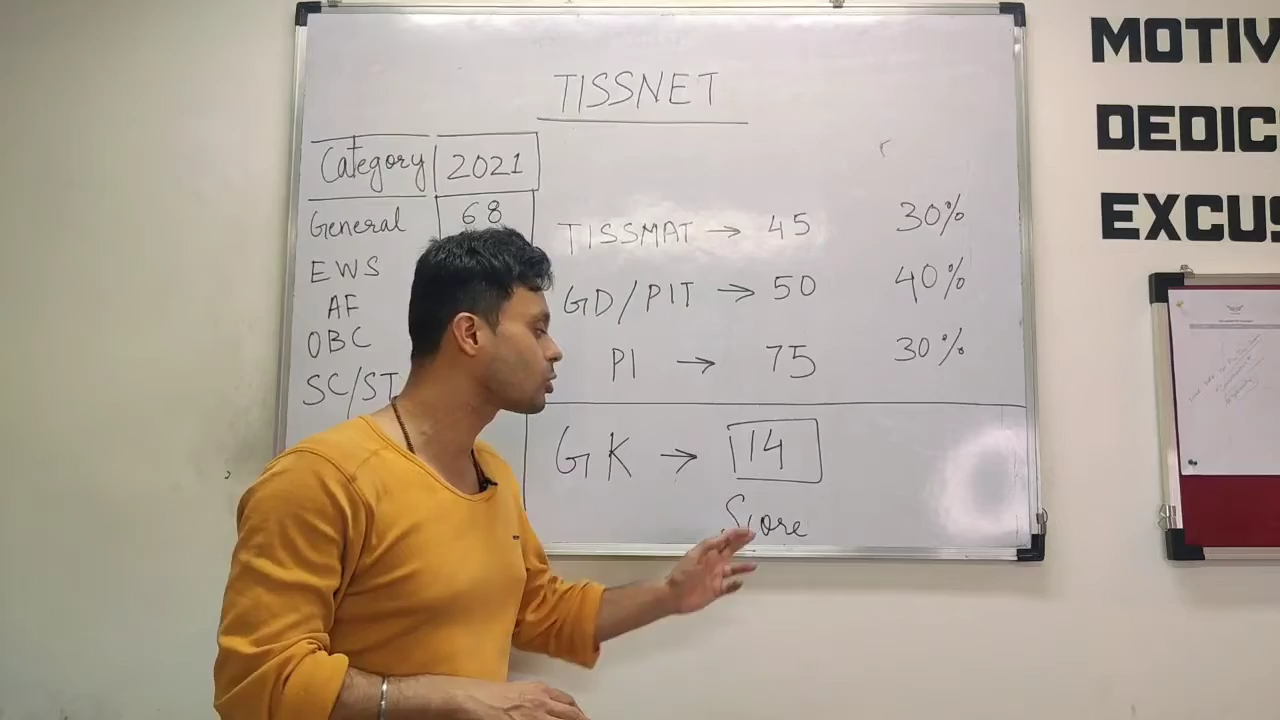 TISSNET
Category 2021
General 68
EWS
AF
OBC
SC/ST
TISSMAT → 45 30%
GD/PIT → 50 40%
PI → 75 30%
GK → 14
Score
MOTIV
DEDIC
EXCUS